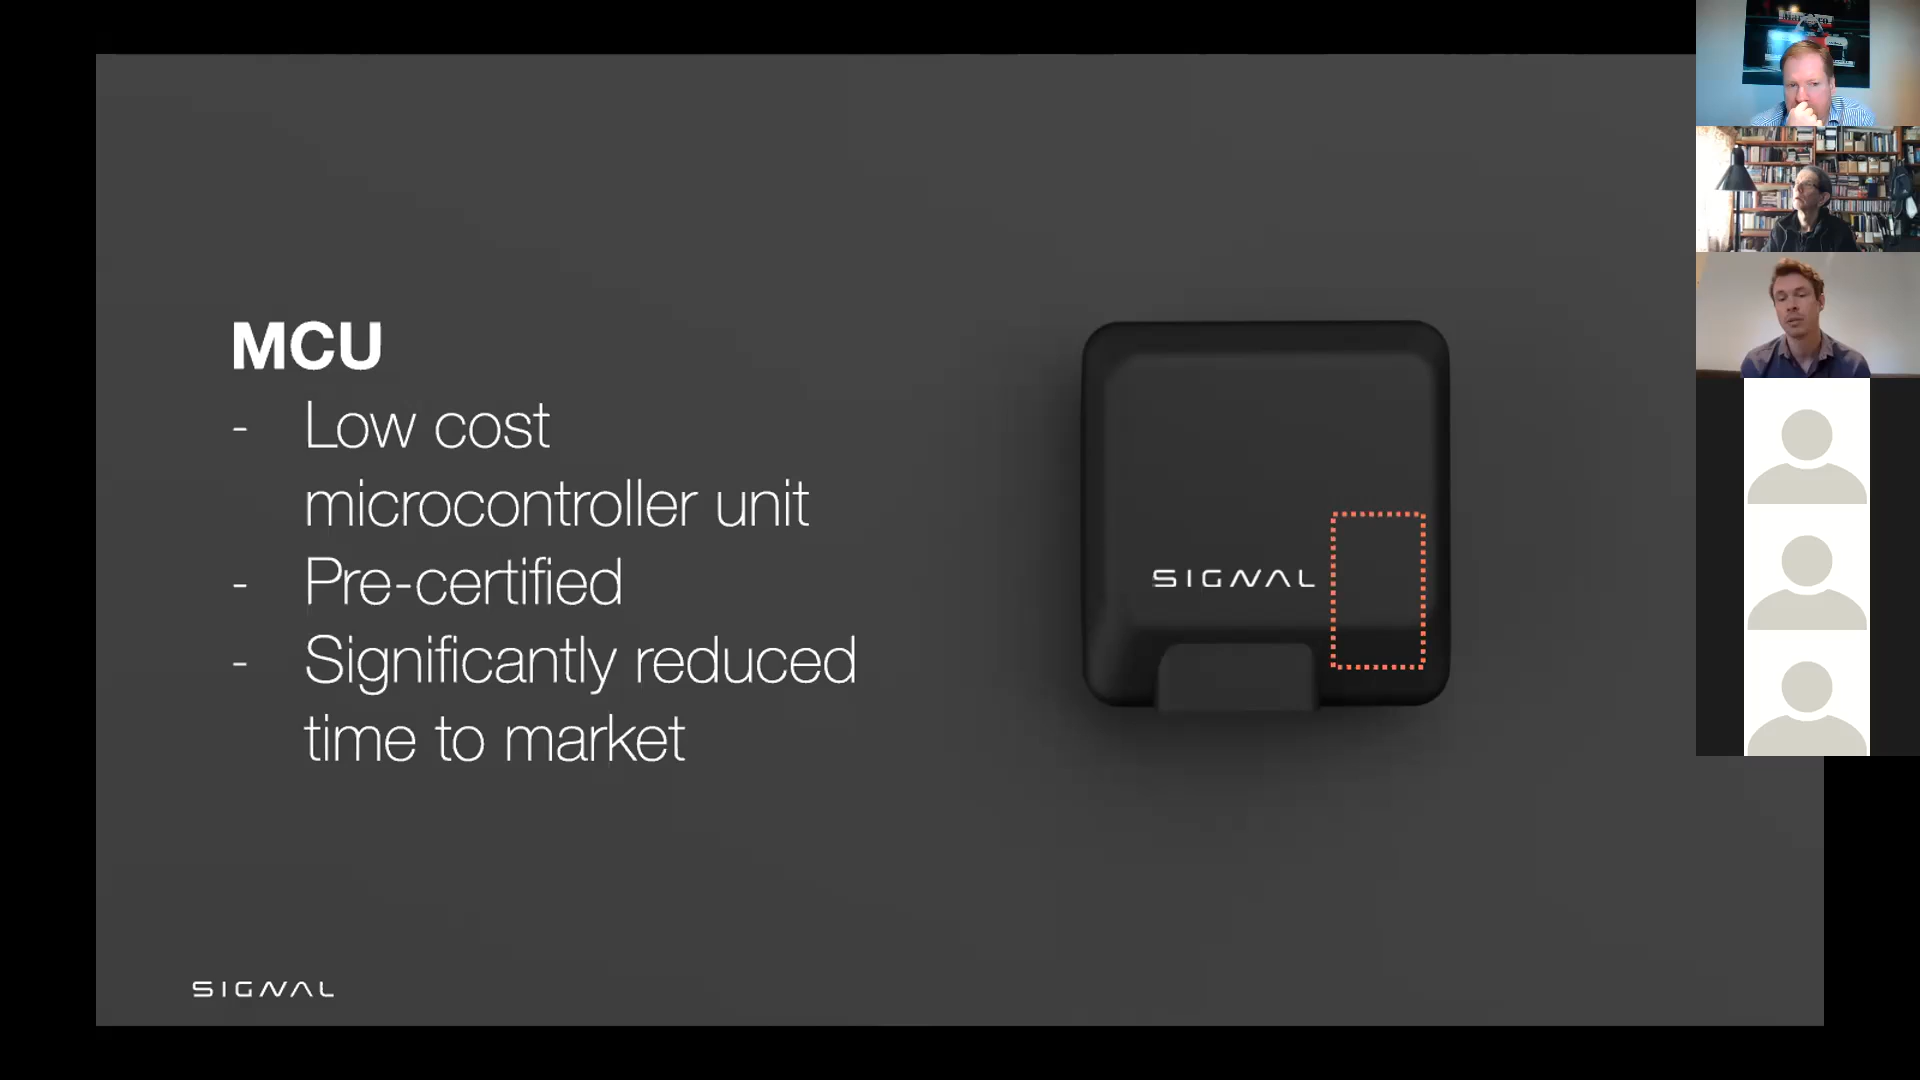 MCU
- Low cost
microcontroller unit
- Pre-certified
- Significantly reduced
time to market
SIGNAL
SIGNAL